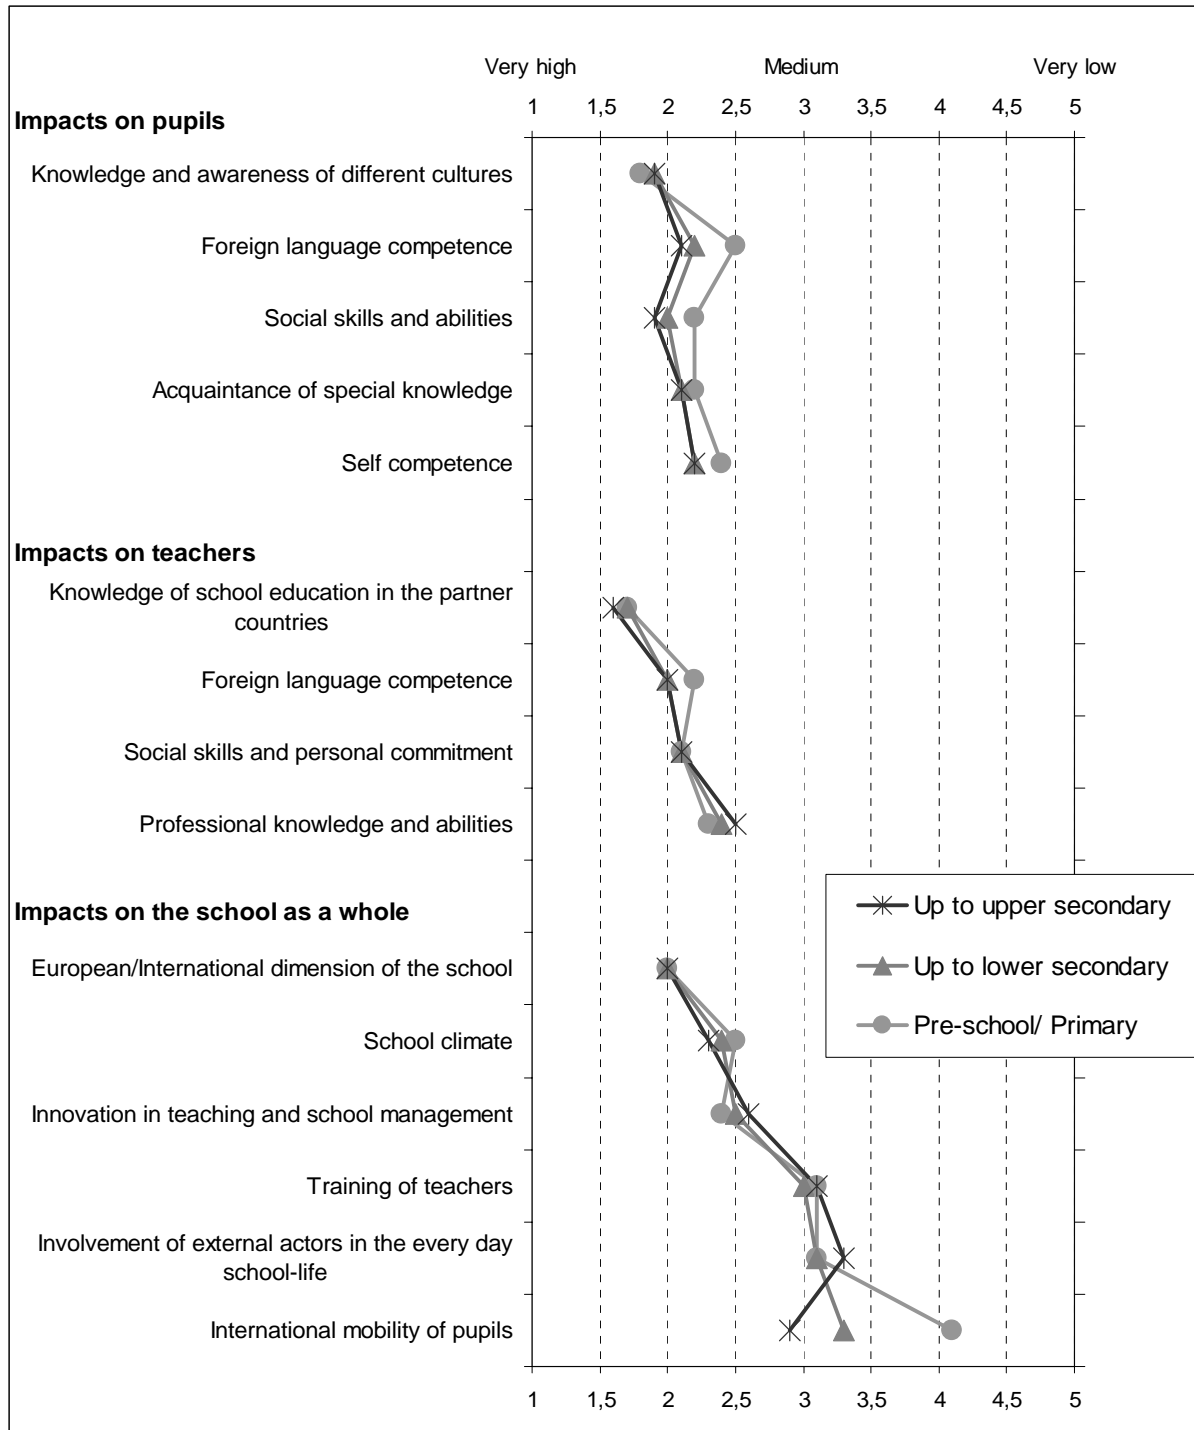 Very high Medium Very low
1 1,5 2 2,5 3 3,5 4 4,5 5
Impacts on pupils
Knowledge and awareness of different cultures
Foreign language competence
Social skills and abilities
Acquaintance of special knowledge
Self competence
Impacts on teachers
Knowledge of school education in the partner
countries
Foreign language competence
Social skills and personal commitment
Professional knowledge and abilities
Impacts on the school as a whole
European/International dimension of the school
School climate
Innovation in teaching and school management
Training of teachers
Involvement of external actors in the every day
school-life
International mobility of pupils
Up to upper secondary
Up to lower secondary
Pre-school/ Primary
1 1,5 2 2,5 3 3,5 4 4,5 5